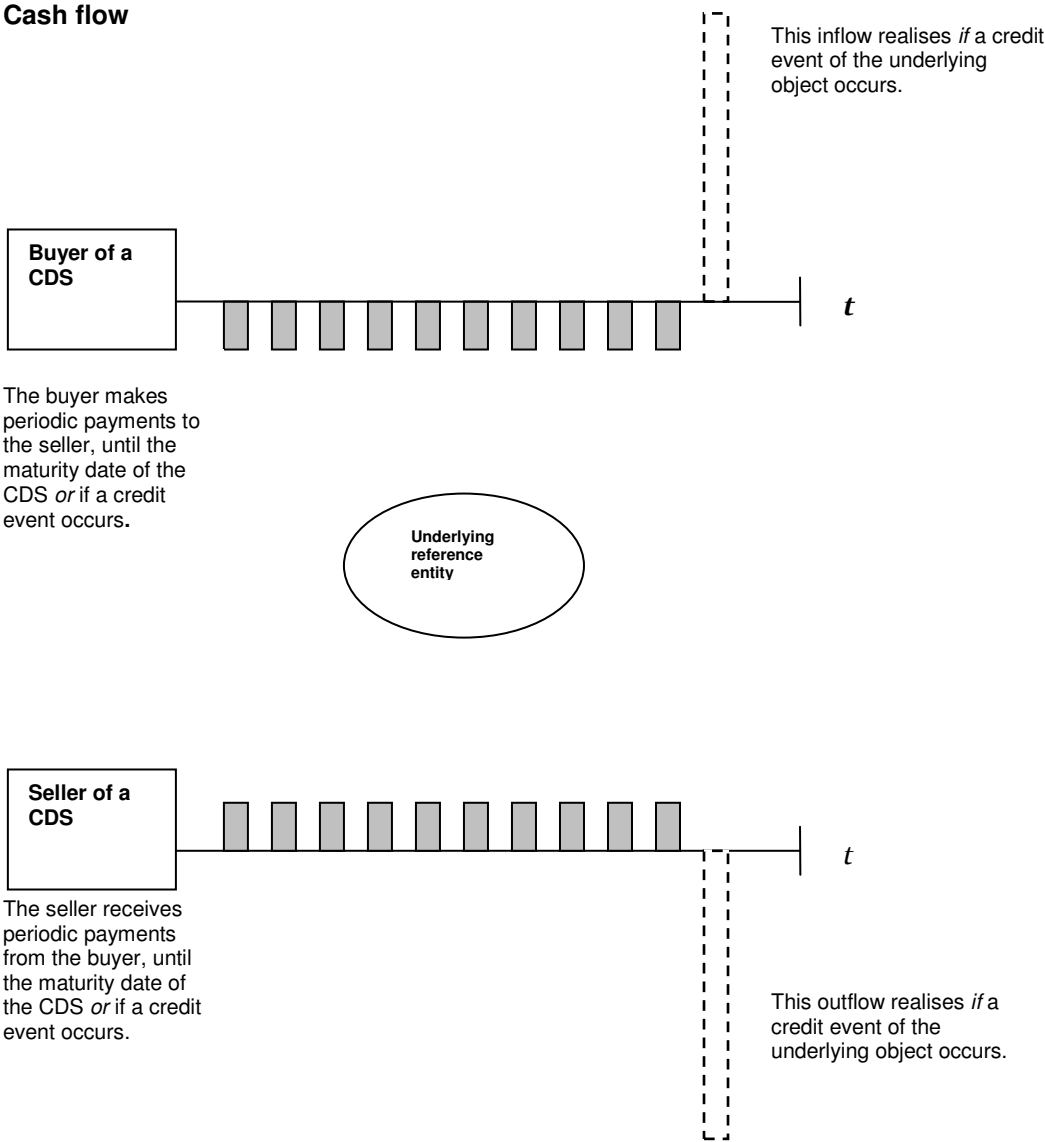 Cash flow
This inflow realises if a credit
event of the underlying
object occurs.
Buyer of a
CDS
t
The buyer makes
periodic payments to
the seller, until the
maturity date of the
CDS or if a credit
event occurs.
Underlying
reference
entity
Seller of a
CDS
t
The seller receives
periodic payments
from the buyer, until
the maturity date of
the CDS or if a credit
event occurs.
This outflow realises if a
credit event of the
underlying object occurs.